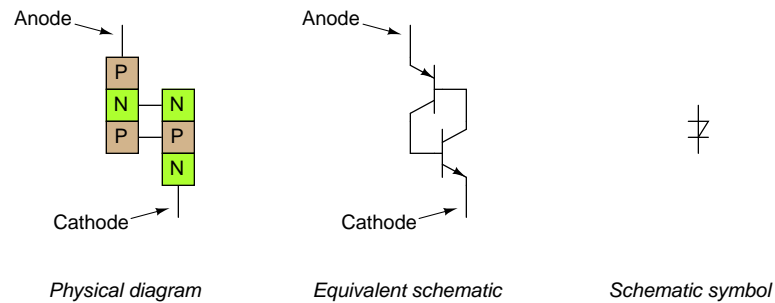 Anode
Anode
P
N N
P P
N
Cathode
Cathode
Physical diagram
Equivalent schematic
Schematic symbol